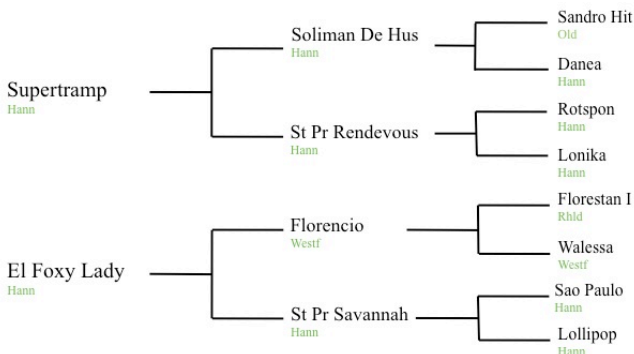 Sandro Hit
Old
Soliman De Hus
Hann
Danea
Hann
Supertramp
Hann
Rotspon
Hann
St Pr Rendevous
Hann
Lonika
Hann
Florestan I
Rhld
Florencio
Westf
Walessa
Westf
El Foxy Lady
Hann
Sao Paulo
Hann
St Pr Savannah
Hann
Lollipop
Hann